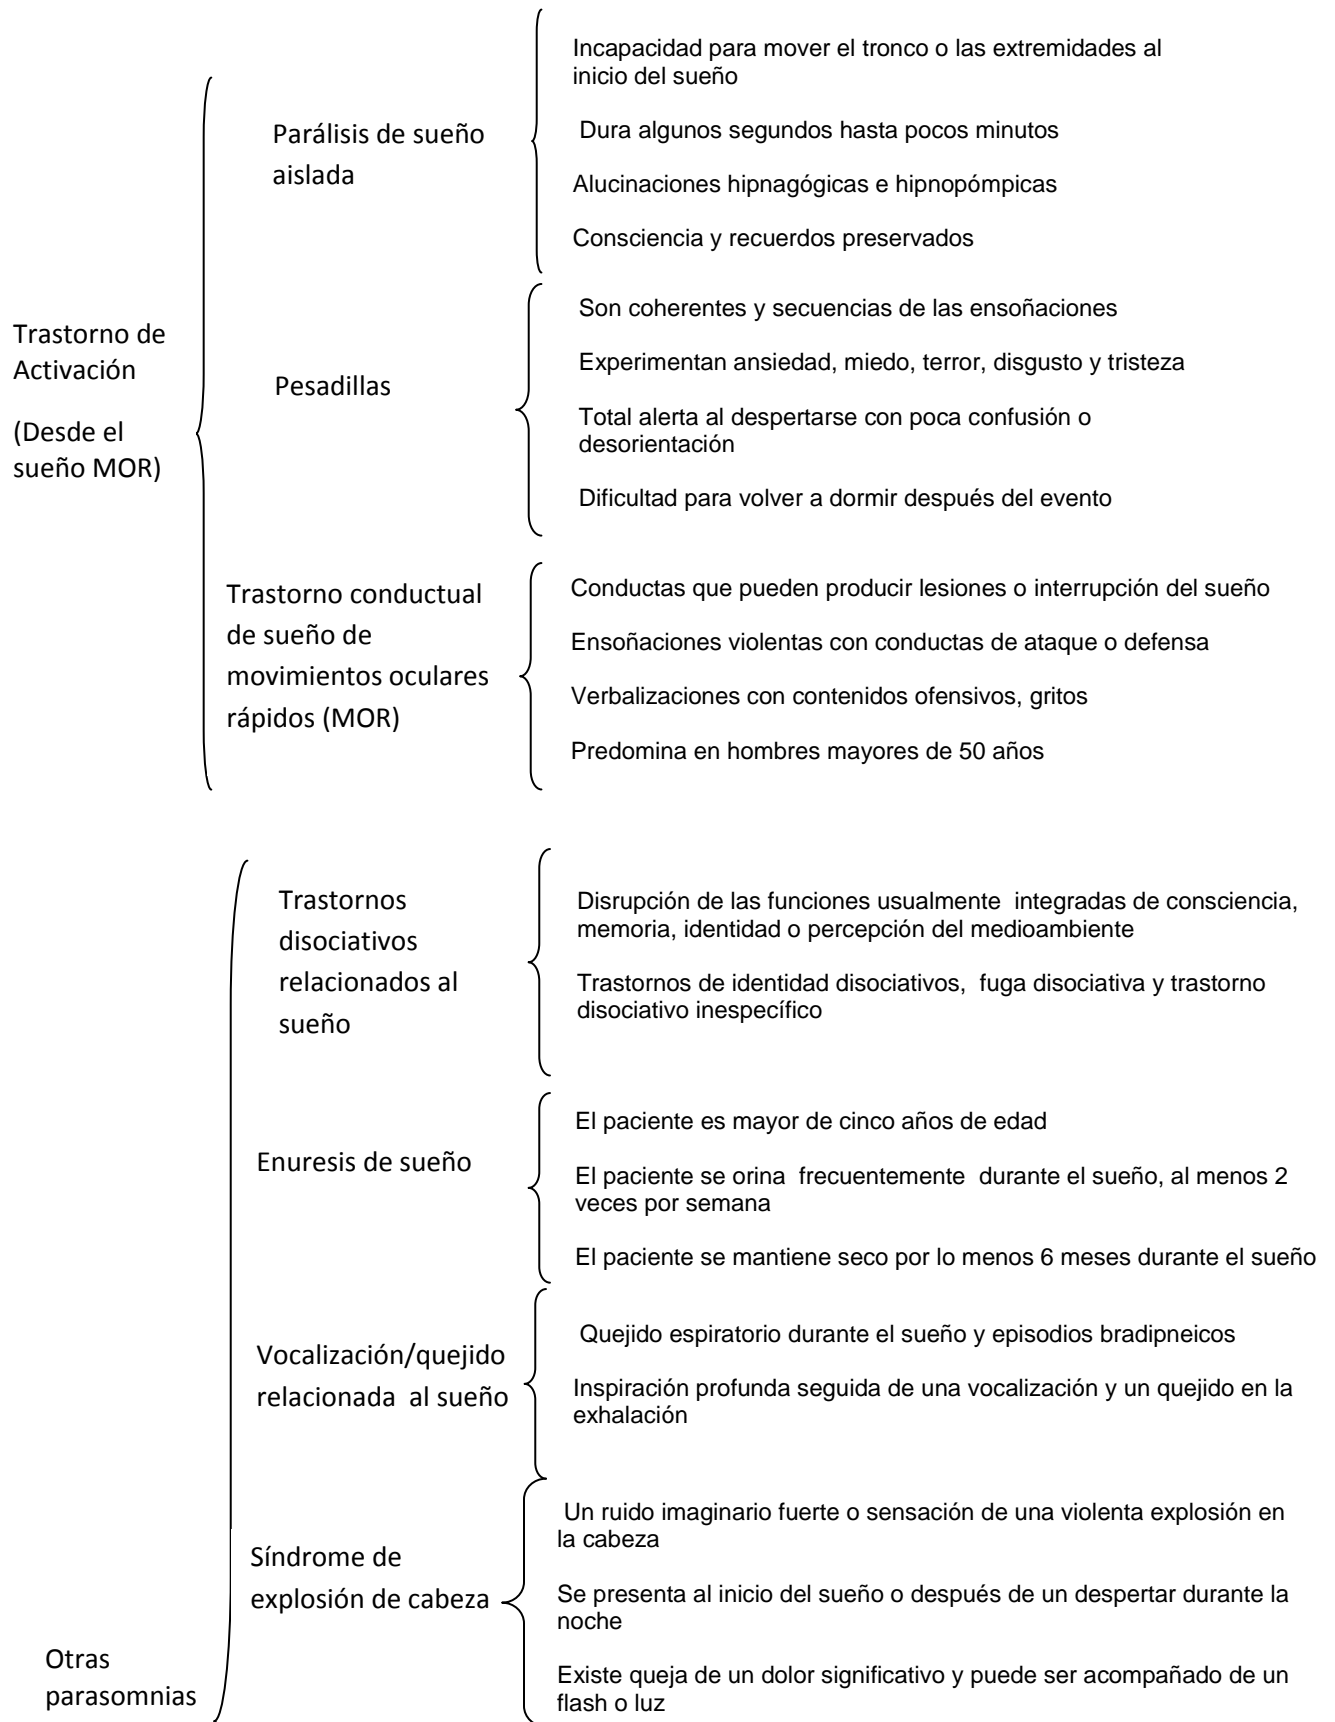 Trastorno de
Activación
(Desde el
sueño MOR)
Parálisis de sueño
aislada
Incapacidad para mover el tronco o las extremidades al
inicio del sueño
Dura algunos segundos hasta pocos minutos
Alucinaciones hipnagógicas e hipnopómpicas
Consciencia y recuerdos preservados
Pesadillas
Son coherentes y secuencias de las ensoñaciones
Experimentan ansiedad, miedo, terror, disgusto y tristeza
Total alerta al despertarse con poca confusión o
desorientación
Dificultad para volver a dormir después del evento
Trastorno conductual
de sueño de
movimientos oculares
rápidos (MOR)
Conductas que pueden producir lesiones o interrupción del sueño
Ensoñaciones violentas con conductas de ataque o defensa
Verbalizaciones con contenidos ofensivos, gritos
Predomina en hombres mayores de 50 años
Otras
parasomnias
Trastornos
disociativos
relacionados al
sueño
Disrupción de las funciones usualmente integradas de consciencia,
memoria, identidad o percepción del medioambiente
Trastornos de identidad disociativos, fuga disociativa y trastorno
disociativo inespecífico
Enuresis de sueño
El paciente es mayor de cinco años de edad
El paciente se orina frecuentemente durante el sueño, al menos 2
veces por semana
El paciente se mantiene seco por lo menos 6 meses durante el sueño
Vocalización/quejido
relacionada al sueño
Quejido espiratorio durante el sueño y episodios bradipneicos
Inspiración profunda seguida de una vocalización y un quejido en la
exhalación
Síndrome de
explosión de cabeza
Un ruido imaginario fuerte o sensación de una violenta explosión en
la cabeza
Se presenta al inicio del sueño o después de un despertar durante la
noche
Existe queja de un dolor significativo y puede ser acompañado de un
flash o luz